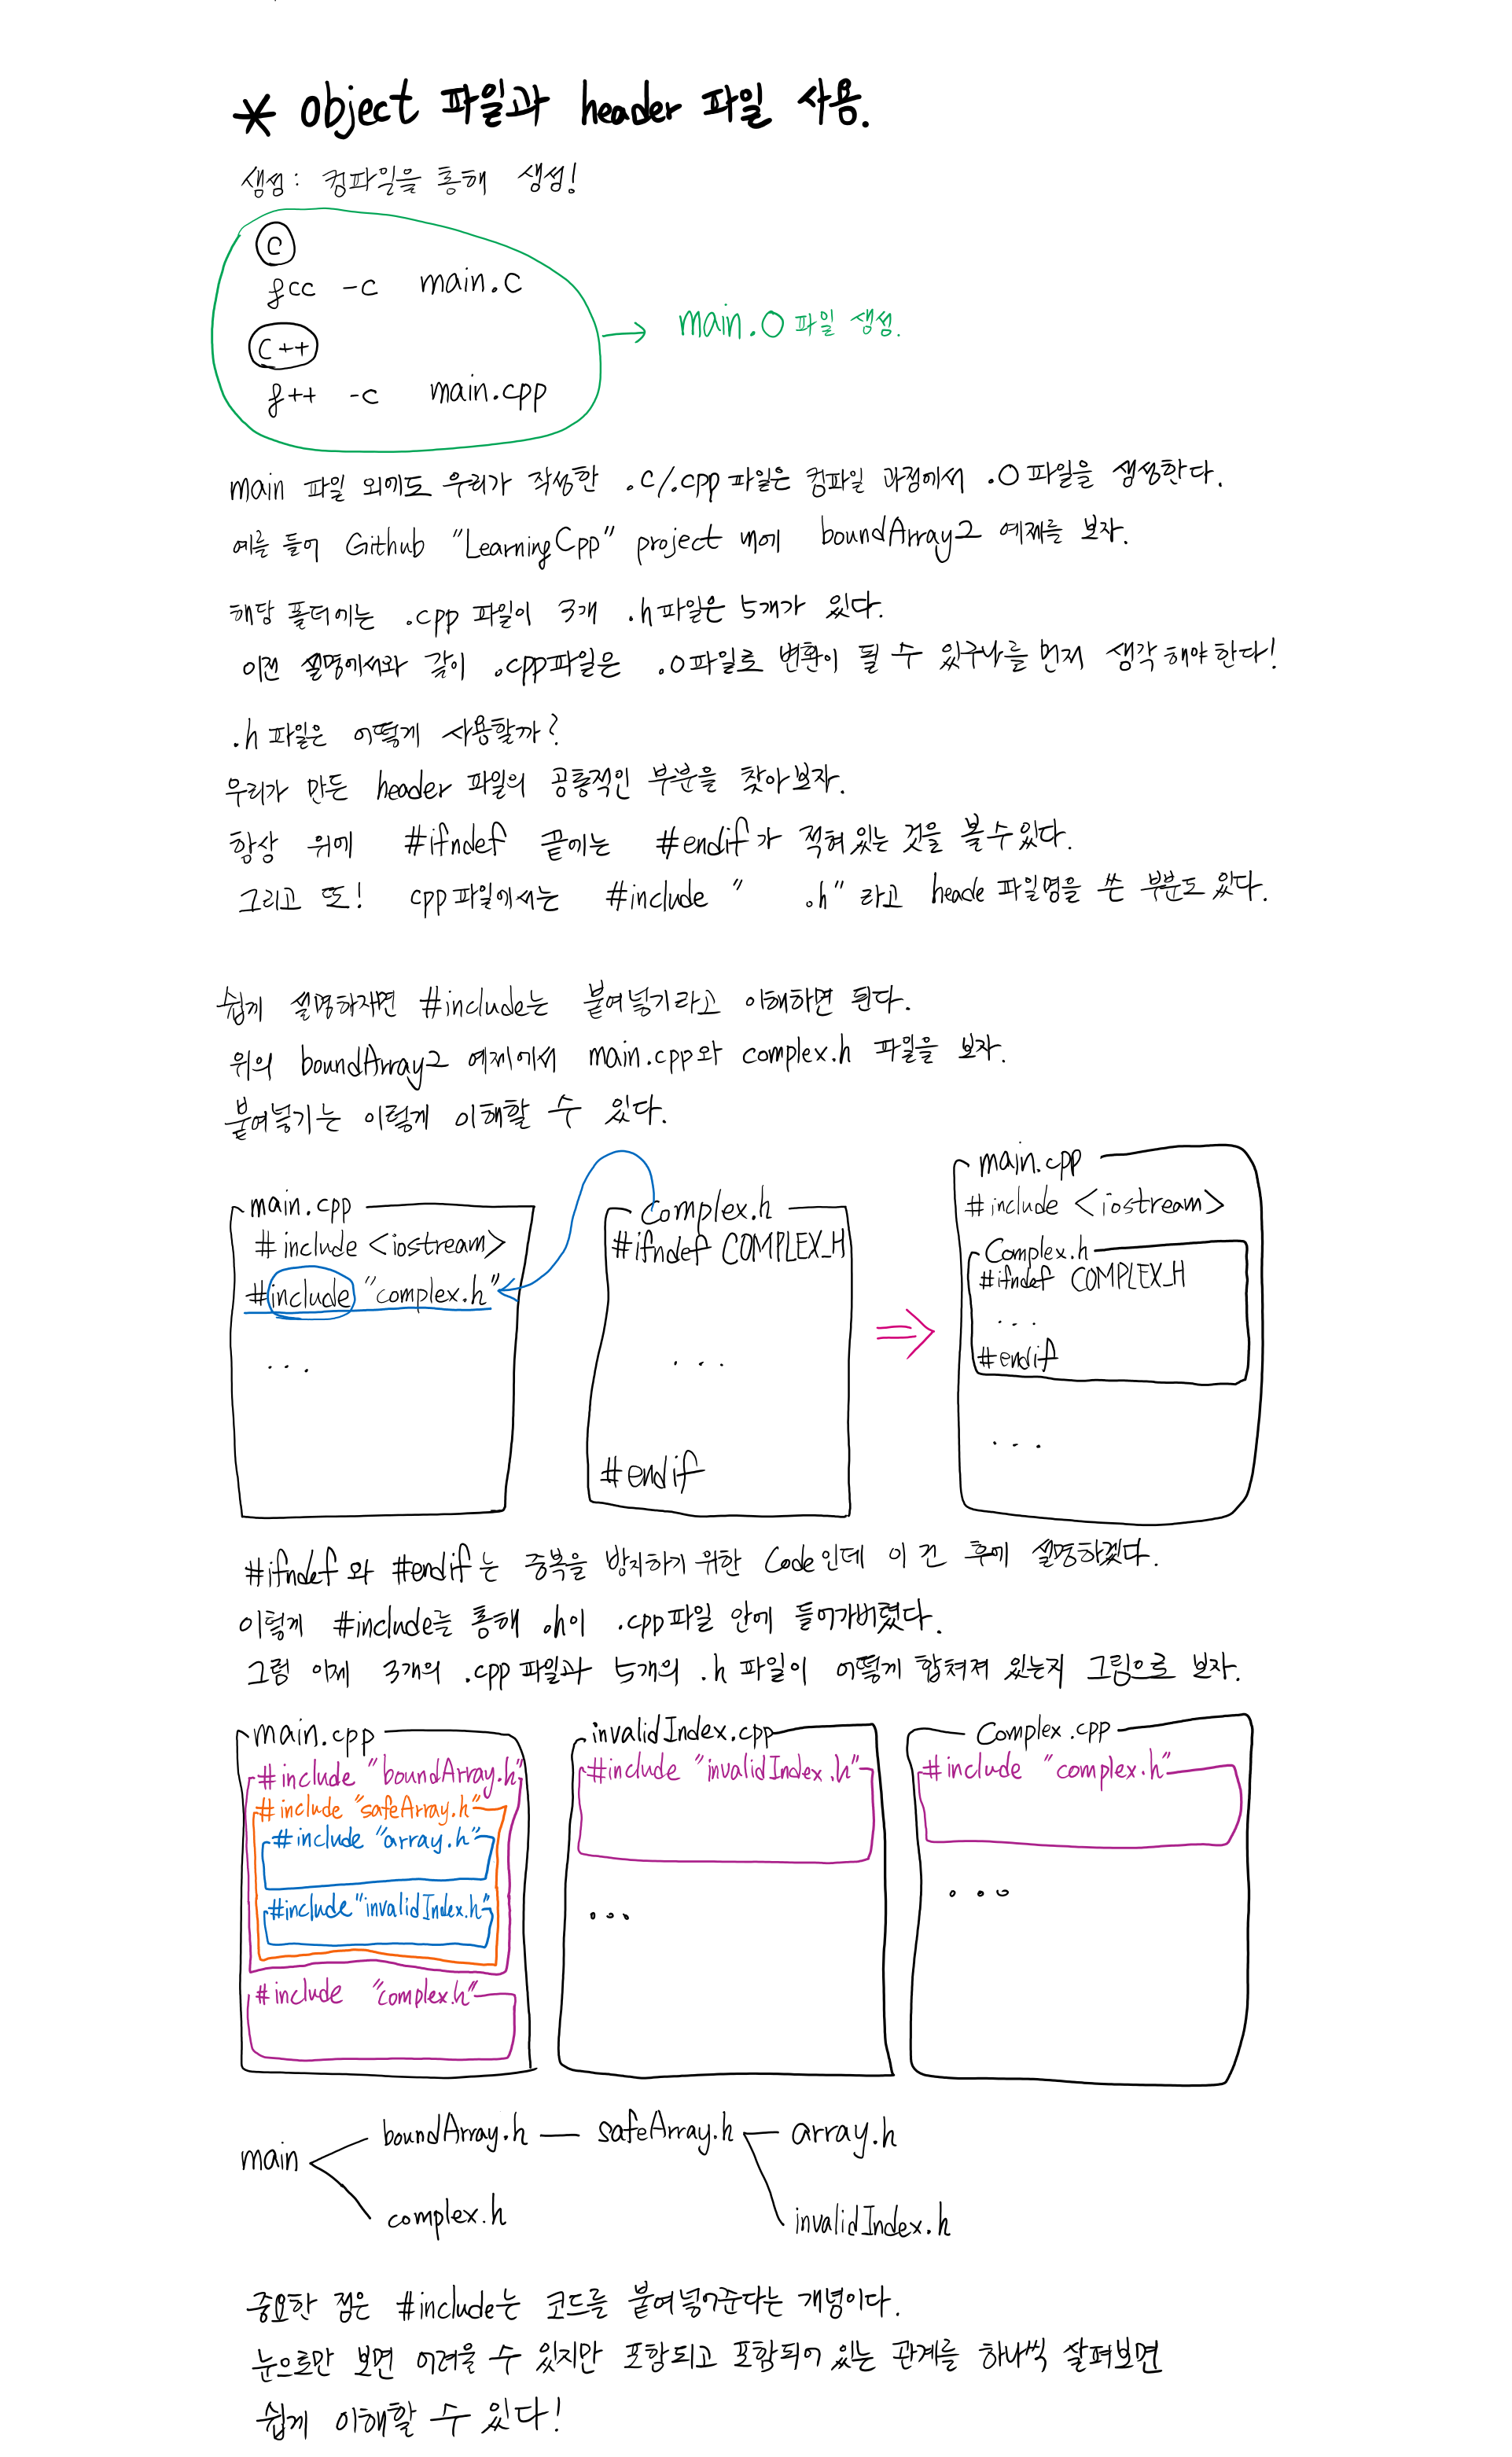 * object 파일과 header 파일 사용.
생성: 컴파일을 통해 생성!
C
gcc -c main.c
C++
g++ -c main.cpp
→ main.o 파일 생성.
main 파일 외에도 우리가 작성한 .c/.cpp 파일은 컴파일 과정에서 .o 파일을 생성한다.
예를 들어 Github "LearningCpp" project 내에 boundArray2 예제를 보자.
해당 폴더에는 .cpp 파일이 3개 .h 파일은 5개가 있다.
이전 설명에서와 같이 .cpp파일은 .o파일로 변환이 될 수 있구나를 먼저 생각해야한다!
.h 파일은 어떻게 사용할까?
우리가 만든 header 파일의 공통적인 부분을 찾아보자.
항상 위에 #ifndef 끝에는 #endif가 적혀있는 것을 볼 수 있다.
그리고 또! cpp 파일에서는 #include " .h" 라고 heade 파일명을 쓴 부분도 있다.
쉽게 설명하자면 #include는 붙여넣기라고 이해하면 된다.
위의 boundArray2 예제에서 main.cpp와 complex.h 파일을 보자.
붙여넣기는 이렇게 이해할 수 있다.
main.cpp
#include <iostream>
#include "complex.h"
...
Complex.h
#ifndef COMPLEX_H
...
#endif
⇒
main.cpp
#include <iostream>
Complex.h
#ifndef COMPLEX_H
...
#endif
...
#ifndef와 #endif는 중복을 방지하기 위한 Code인데 이 건 후에 설명하겠다.
이렇게 #include는 통해 .h이 .cpp파일 안에 들어가버렸다.
그럼 이제 3개의 .cpp 파일과 5개의 .h 파일이 어떻게 합쳐져 있는지 그림으로 보자.
main.cpp
#include "boundArray.h"
#include "safeArray.h"
#include "array.h"
#include "invalidIndex.h"
#include "complex.h"
invalidIndex.cpp
#include "invalidIndex.h"
...
Complex.cpp
#include "complex.h"
...
main
boundArray.h — safeArray.h — array.h
complex.h
invalidIndex.h
중요한 점은 #include는 코드를 붙여넣어준다는 개념이다.
눈으로만 보면 어려울 수 있지만 포함되고 포함되어 있는 관계를 하나씩 살펴보면
쉽게 이해할 수 있다!